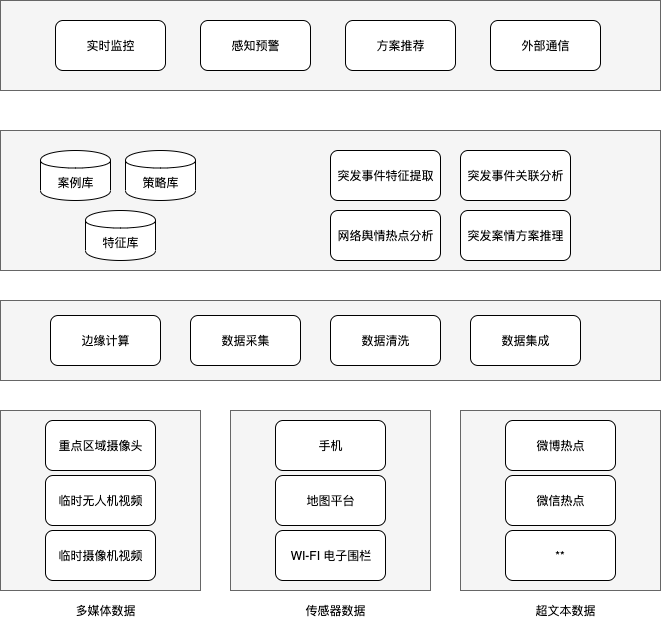 实时监控
感知预警
方案推荐
外部通信
案例库
策略库
特征库
突发事件特征提取
突发事件关联分析
网络舆情热点分析
突发案情方案推理
边缘计算
数据采集
数据清洗
数据集成
重点区域摄像头
临时无人机视频
临时摄像机视频
多媒体数据
手机
地图平台
WI-FI 电子围栏
传感器数据
微博热点
微信热点
**
超文本数据